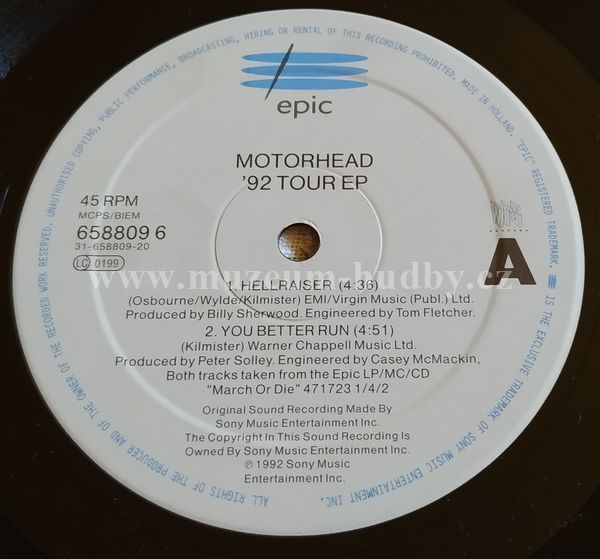 epic
MOTORHEAD
'92 TOUR EP
45 RPM
MCPS/BIEM
658809 6
31-658809-20
LC 0199
A
1. HELLRAISER (4:36)
(Osbourne/Wylde/Kilmister) EMI/Virgin Music (Publ.) Ltd.
Produced by Billy Sherwood. Engineered by Tom Fletcher.
2. YOU BETTER RUN (4:51)
(Kilmister) Warner Chappell Music Ltd.
Produced by Peter Solley. Engineered by Casey McMackin,
Both tracks taken from the Epic LP/MC/CD
"March Or Die" 471723 1/4/2
Original Sound Recording Made By
Sony Music Entertainment Inc.
The Copyright In This Sound Recording Is
Owned By Sony Music Entertainment Inc.
℗ 1992 Sony Music
Entertainment Inc.
ALL RIGHTS OF THE PRODUCER AND OF THE OWNER OF THE RECORDED WORK RESERVED. UNAUTHORISED COPYING, PUBLIC PERFORMANCE, BROADCASTING, HIRING OR RENTAL OF THIS RECORDING PROHIBITED. MADE IN HOLLAND. "EPIC" REGISTERED TRADEMARK. IS THE EXCLUSIVE TRADEMARK OF SONY MUSIC ENTERTAINMENT INC.
www.muzeum-hudby.cz